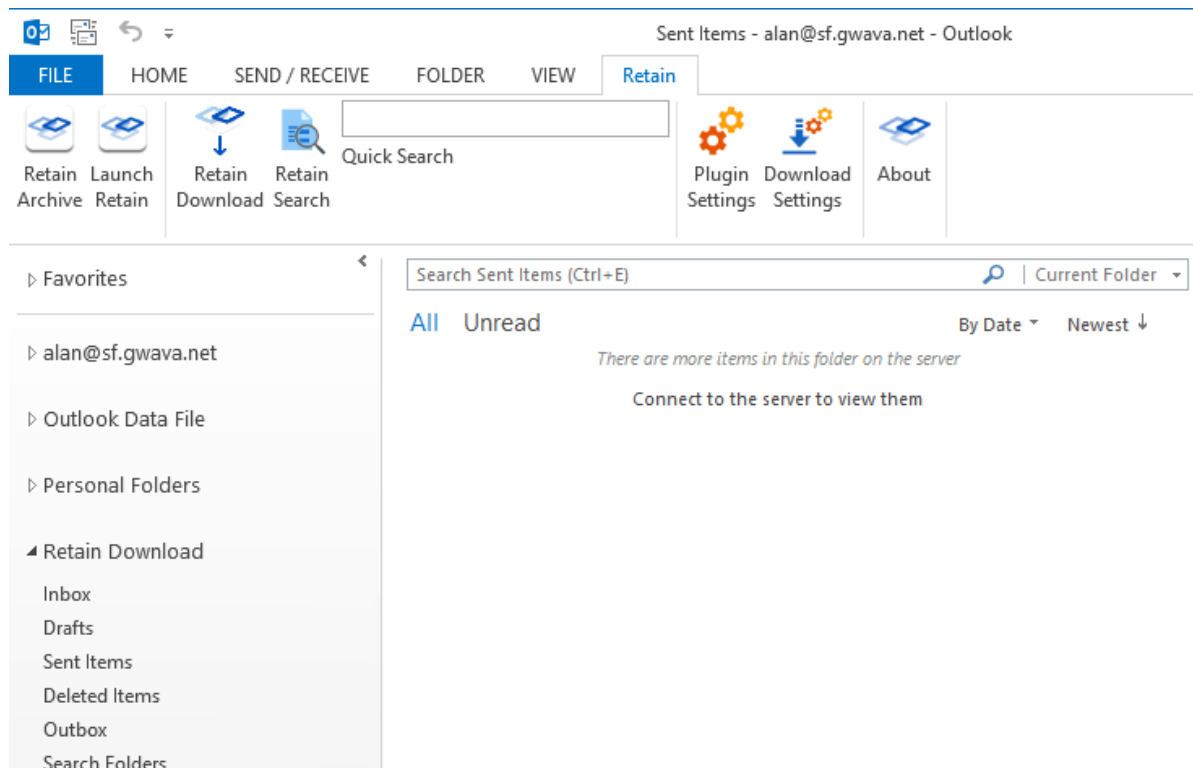 Sent Items - alan@sf.gwava.net - Outlook
FILE HOME SEND / RECEIVE FOLDER VIEW Retain
Retain Archive
Launch Retain
Retain Download
Retain Search
Quick Search
Plugin Settings
Download Settings
About
Favorites
Search Sent Items (Ctrl+E) Current Folder
All Unread By Date Newest
There are more items in this folder on the server
Connect to the server to view them
alan@sf.gwava.net
Outlook Data File
Personal Folders
Retain Download
Inbox
Drafts
Sent Items
Deleted Items
Outbox
Search Folders